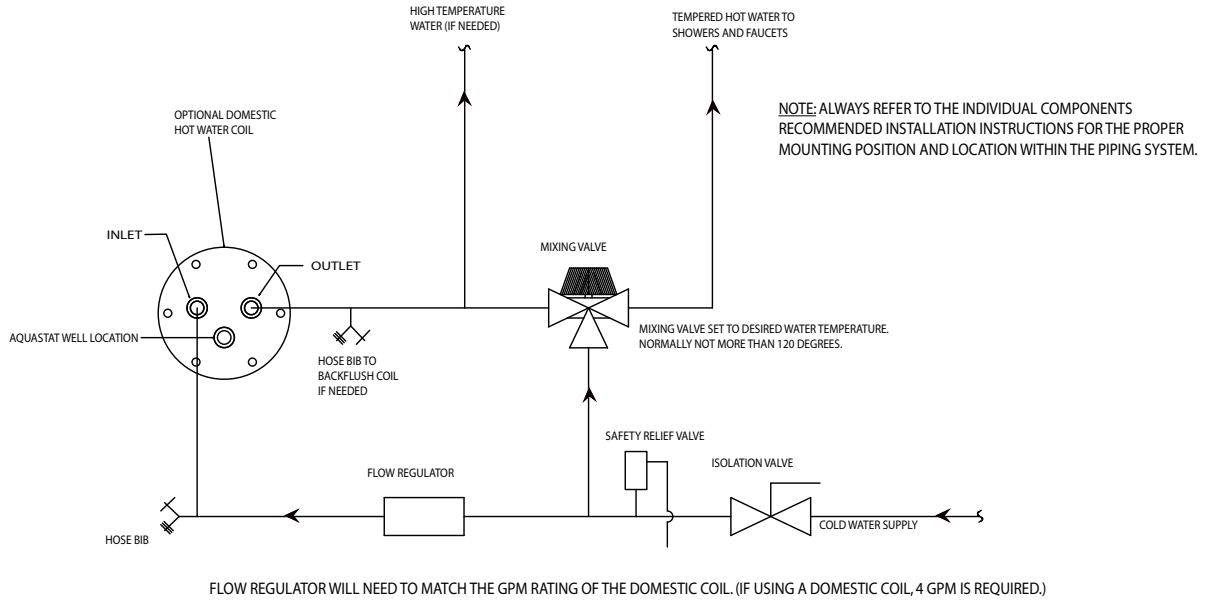 HIGH TEMPERATURE
WATER (IF NEEDED)
TEMPERED HOT WATER TO
SHOWERS AND FAUCETS
OPTIONAL DOMESTIC
HOT WATER COIL
NOTE: ALWAYS REFER TO THE INDIVIDUAL COMPONENTS
RECOMMENDED INSTALLATION INSTRUCTIONS FOR THE PROPER
MOUNTING POSITION AND LOCATION WITHIN THE PIPING SYSTEM.
INLET
OUTLET
MIXING VALVE
AQUASTAT WELL LOCATION
MIXING VALVE SET TO DESIRED WATER TEMPERATURE.
NORMALLY NOT MORE THAN 120 DEGREES.
HOSE BIB TO
BACKFLUSH COIL
IF NEEDED
SAFETY RELIEF VALVE
ISOLATION VALVE
FLOW REGULATOR
COLD WATER SUPPLY
HOSE BIB
FLOW REGULATOR WILL NEED TO MATCH THE GPM RATING OF THE DOMESTIC COIL. (IF USING A DOMESTIC COIL, 4 GPM IS REQUIRED.)